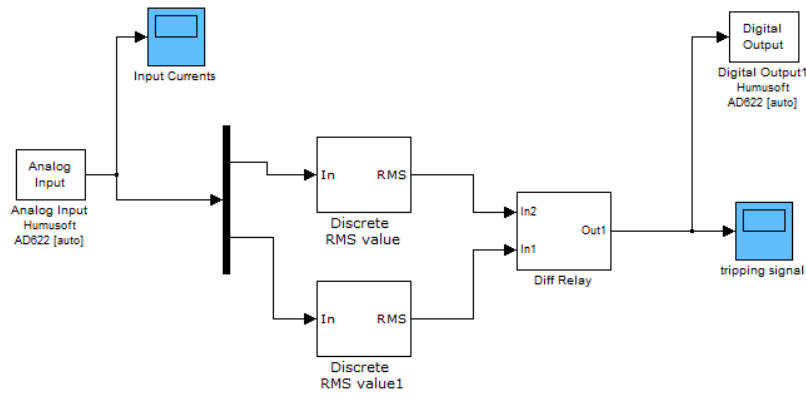 Input Currents
Analog
Input
Analog Input
Humusoft
AD622 [auto]
In
RMS
Discrete
RMS value
In
RMS
Discrete
RMS value1
In2
In1
Out1
Diff Relay
Digital
Output
Digital Output1
Humusoft
AD622 [auto]
tripping signal